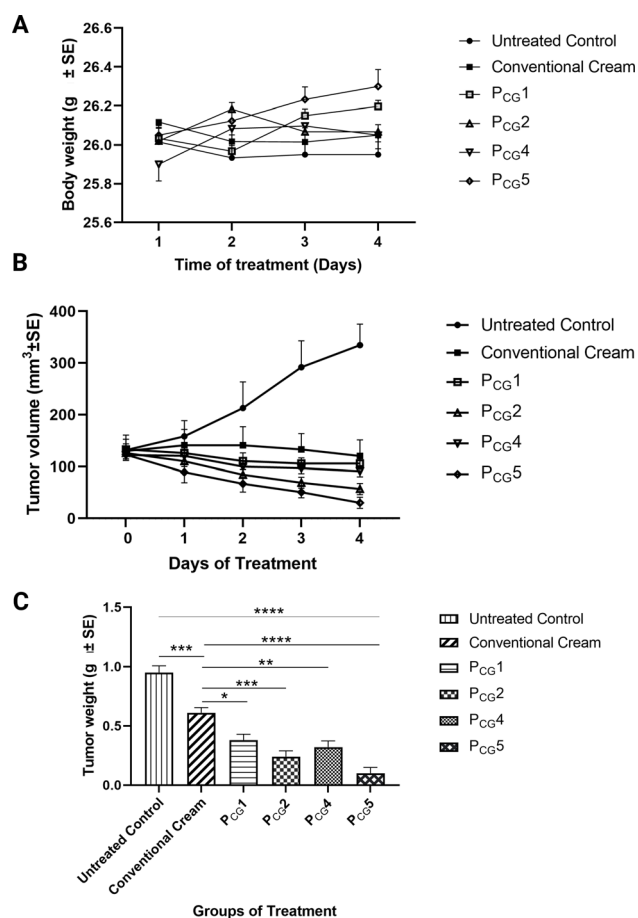 A
Body weight (g ± SE)
26.6
26.4
26.2
26.0
25.8
25.6
1 2 3 4
Time of treatment (Days)
Untreated Control
Conventional Cream
PCG1
PCG2
PCG4
PCG5
B
Tumor volume (mm³±SE)
400
300
200
100
0
0 1 2 3 4
Days of Treatment
Untreated Control
Conventional Cream
PCG1
PCG2
PCG4
PCG5
C
Tumor weight (g ± SE)
1.5
1.0
0.5
0.0
****
****
***
**
***
*
Untreated Control
Conventional Cream
PCG1
PCG2
PCG4
PCG5
Groups of Treatment
Untreated Control
Conventional Cream
PCG1
PCG2
PCG4
PCG5